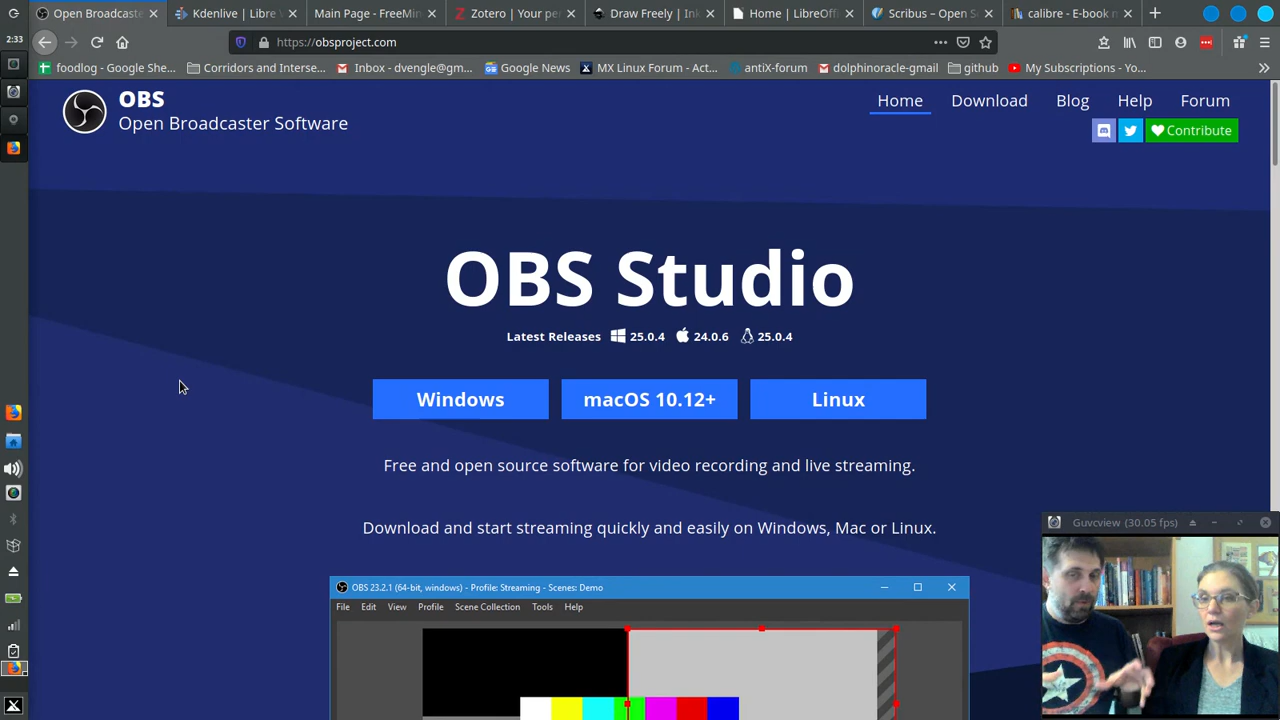 Open Broadcaste
Kdenlive | Libre V
Main Page - FreeMin
Zotero | Your per
Draw Freely | Ink
Home | LibreOffi
Scribus – Open S
calibre - E-book m
2:33
https://obsproject.com
foodlog - Google She...
Corridors and Interse...
Inbox - dvengle@gm...
Google News
MX Linux Forum - Act...
antiX-forum
dolphinoracle-gmail
github
My Subscriptions - Yo...
OBS
Open Broadcaster Software
Home
Download
Blog
Help
Forum
Contribute
OBS Studio
Latest Releases 25.0.4 24.0.6 25.0.4
Windows
macOS 10.12+
Linux
Free and open source software for video recording and live streaming.
Download and start streaming quickly and easily on Windows, Mac or Linux.
Guvcview (30.05 fps)
OBS 23.2.1 (64-bit, windows) - Profile: Streaming - Scenes: Demo
File Edit View Profile Scene Collection Tools Help